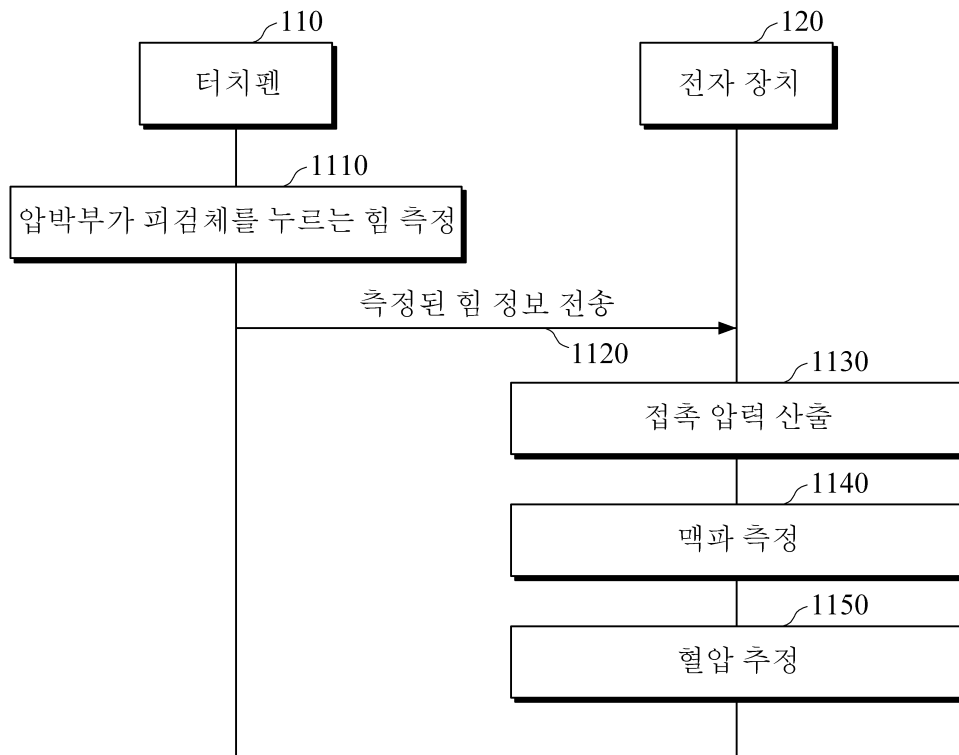 110
터치펜
120
전자 장치
1110
압박부가 피검체를 누르는 힘 측정
측정된 힘 정보 전송
1120
1130
접촉 압력 산출
1140
맥파 측정
1150
혈압 추정